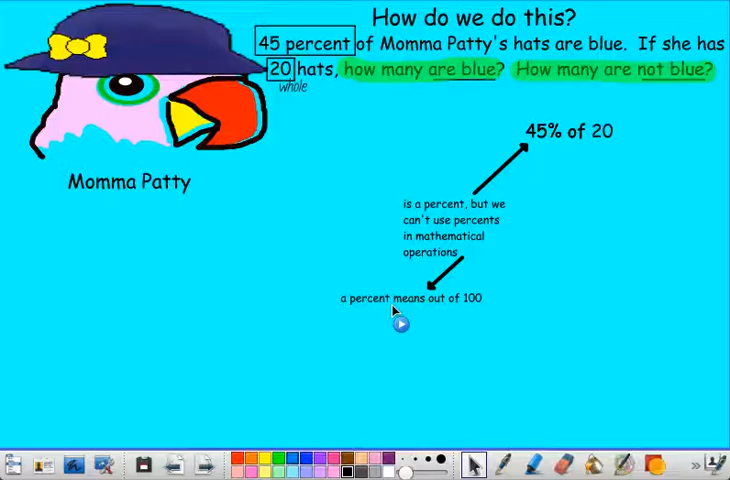 How do we do this?
45 percent of Momma Patty's hats are blue. If she has
20 hats, how many are blue? How many are not blue?
whole
45% of 20
Momma Patty
is a percent, but we
can't use percents
in mathematical
operations
a percent means out of 100